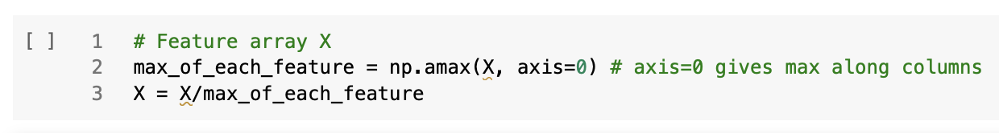 [ ] 1 # Feature array X
2 max_of_each_feature = np.amax(X, axis=0) # axis=0 gives max along columns
3 X = X/max_of_each_feature